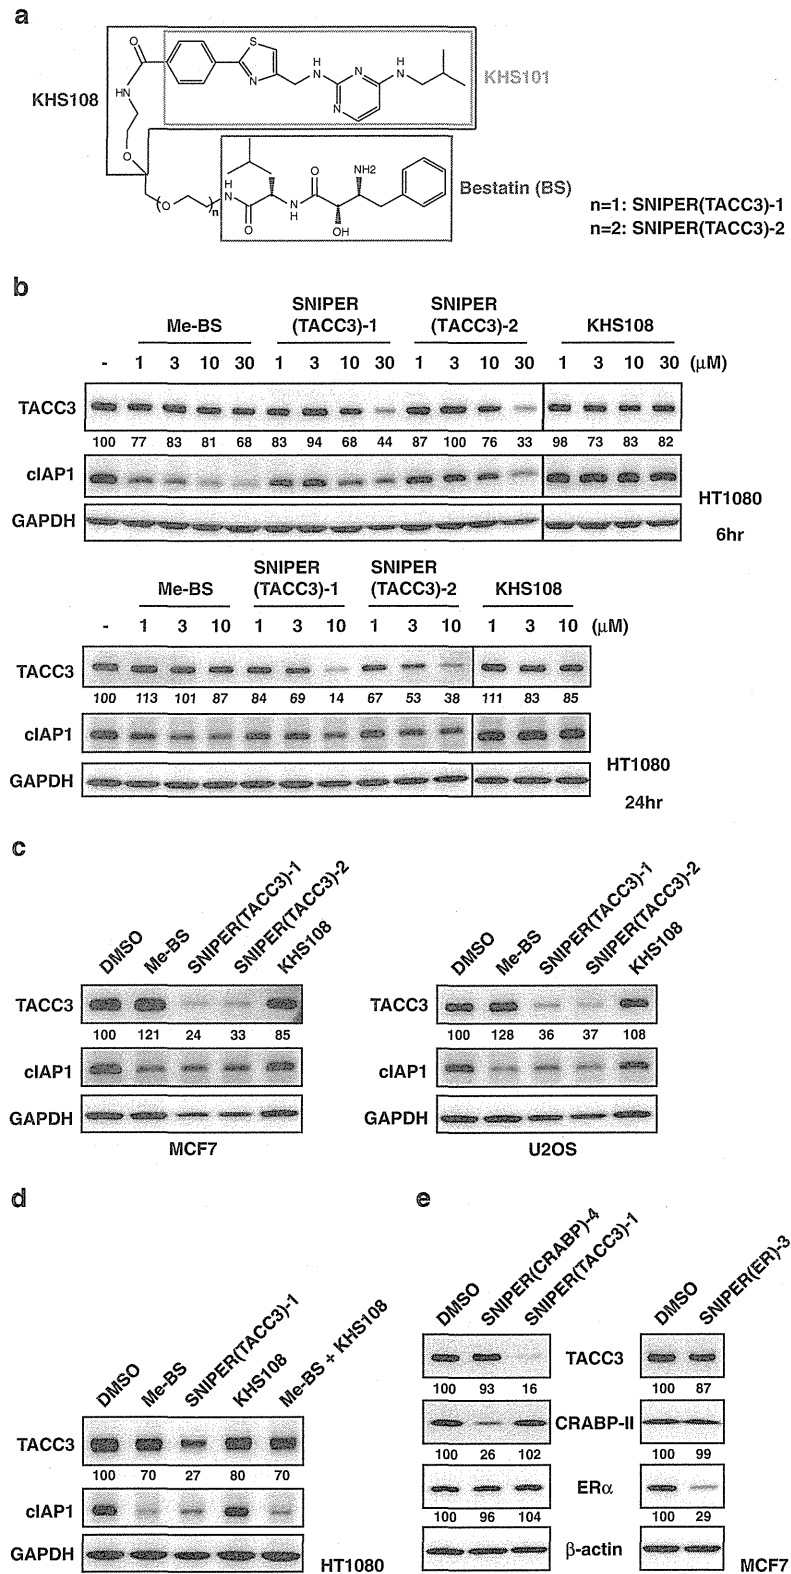 a
KHS108
KHS101
O
S
N
HN
H
N
N
N
H
N
O
(O
)n
H
N
O
N
H
O
NH2
OH
Bestatin (BS)
n=1: SNIPER(TACC3)-1
n=2: SNIPER(TACC3)-2
b
Me-BS SNIPER (TACC3)-1 SNIPER (TACC3)-2 KHS108
- 1 3 10 30 1 3 10 30 1 3 10 30 1 3 10 30 (μM)
TACC3
100 77 83 81 68 83 94 68 44 87 100 76 33 98 73 83 82
cIAP1
GAPDH
HT1080
6hr
Me-BS SNIPER (TACC3)-1 SNIPER (TACC3)-2 KHS108
- 1 3 10 1 3 10 1 3 10 1 3 10 (μM)
TACC3
100 113 101 87 84 69 14 67 53 38 111 83 85
cIAP1
GAPDH
HT1080
24hr
c
DMSO Me-BS SNIPER(TACC3)-1 SNIPER(TACC3)-2 KHS108
TACC3
100 121 24 33 85
cIAP1
GAPDH
MCF7
DMSO Me-BS SNIPER(TACC3)-1 SNIPER(TACC3)-2 KHS108
TACC3
100 128 36 37 108
cIAP1
GAPDH
U2OS
d
DMSO Me-BS SNIPER(TACC3)-1 KHS108 Me-BS + KHS108
TACC3
100 70 27 80 70
cIAP1
GAPDH
HT1080
e
DMSO SNIPER(CRABP)-4 SNIPER(TACC3)-1 DMSO SNIPER(ER)-3
TACC3
100 93 16 100 87
CRABP-II
100 26 102 100 99
ERα
100 96 104 100 29
β-actin
MCF7